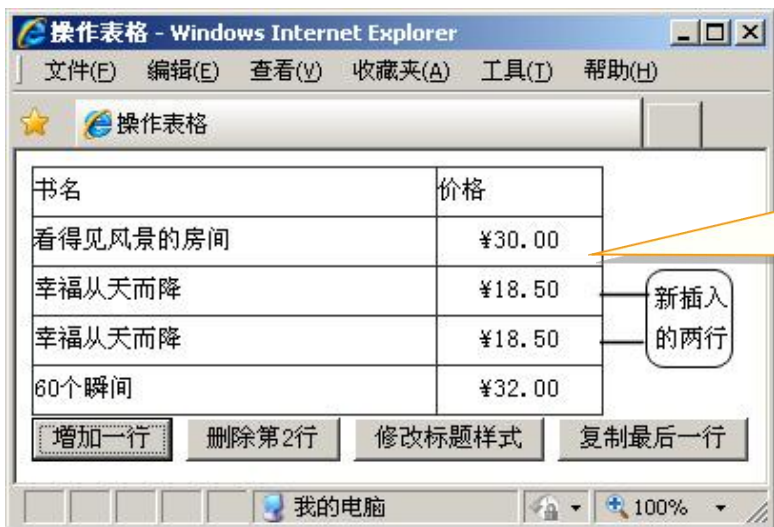 操作表格 - Windows Internet Explorer
文件(F) 编辑(E) 查看(V) 收藏夹(A) 工具(T) 帮助(H)
操作表格
书名 价格
看得见风景的房间 ¥30.00
幸福从天而降 ¥18.50
幸福从天而降 ¥18.50
60个瞬间 ¥32.00
新插入
的两行
增加一行 删除第2行 修改标题样式 复制最后一行
我的电脑 100%